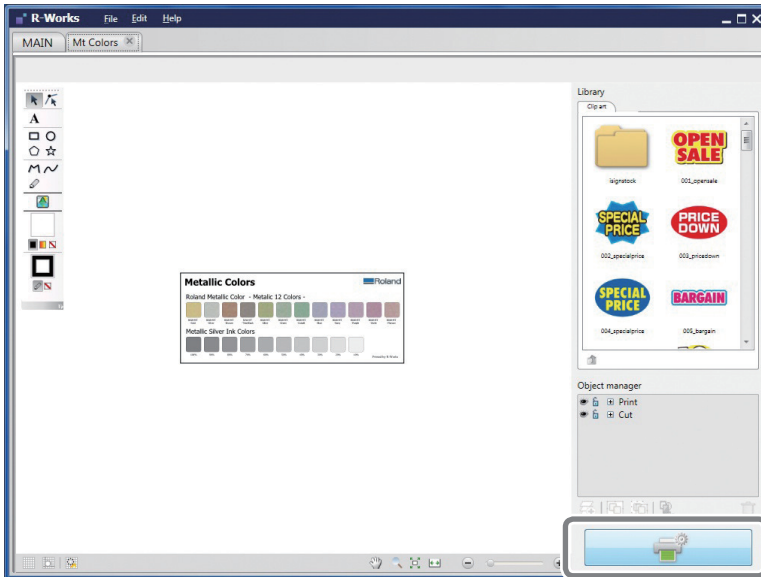 R-Works File Edit Help
MAIN Mt Colors
Library
Clip art
isignstock 001_opensale
OPEN
SALE
SPECIAL
PRICE
PRICE
DOWN
002_specialprice 003_pricedown
SPECIAL
PRICE
BARGAIN
004_specialprice 005_bargain
A
Metallic Colors Roland
Roland Metallic Color - Metalic 12 Colors -
Metallic Silver Ink Colors
Object manager
Print
Cut